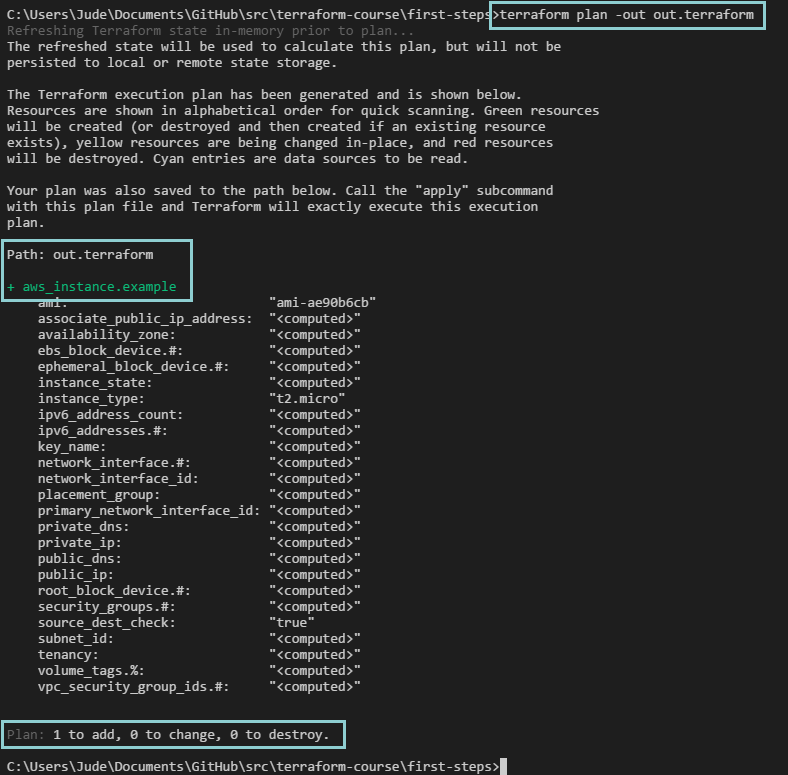 C:\Users\Jude\Documents\GitHub\src\terraform-course\first-steps>terraform plan -out out.terraform
Refreshing Terraform state in-memory prior to plan...
The refreshed state will be used to calculate this plan, but will not be
persisted to local or remote state storage.
The Terraform execution plan has been generated and is shown below.
Resources are shown in alphabetical order for quick scanning. Green resources
will be created (or destroyed and then created if an existing resource
exists), yellow resources are being changed in-place, and red resources
will be destroyed. Cyan entries are data sources to be read.
Your plan was also saved to the path below. Call the "apply" subcommand
with this plan file and Terraform will exactly execute this execution
plan.
Path: out.terraform
+ aws_instance.example
ami: "ami-ae90b6cb"
associate_public_ip_address: "<computed>"
availability_zone: "<computed>"
ebs_block_device.#: "<computed>"
ephemeral_block_device.#: "<computed>"
instance_state: "<computed>"
instance_type: "t2.micro"
ipv6_address_count: "<computed>"
ipv6_addresses.#: "<computed>"
key_name: "<computed>"
network_interface.#: "<computed>"
network_interface_id: "<computed>"
placement_group: "<computed>"
primary_network_interface_id: "<computed>"
private_dns: "<computed>"
private_ip: "<computed>"
public_dns: "<computed>"
public_ip: "<computed>"
root_block_device.#: "<computed>"
security_groups.#: "<computed>"
source_dest_check: "true"
subnet_id: "<computed>"
tenancy: "<computed>"
volume_tags.%: "<computed>"
vpc_security_group_ids.#: "<computed>"
Plan: 1 to add, 0 to change, 0 to destroy.
C:\Users\Jude\Documents\GitHub\src\terraform-course\first-steps>